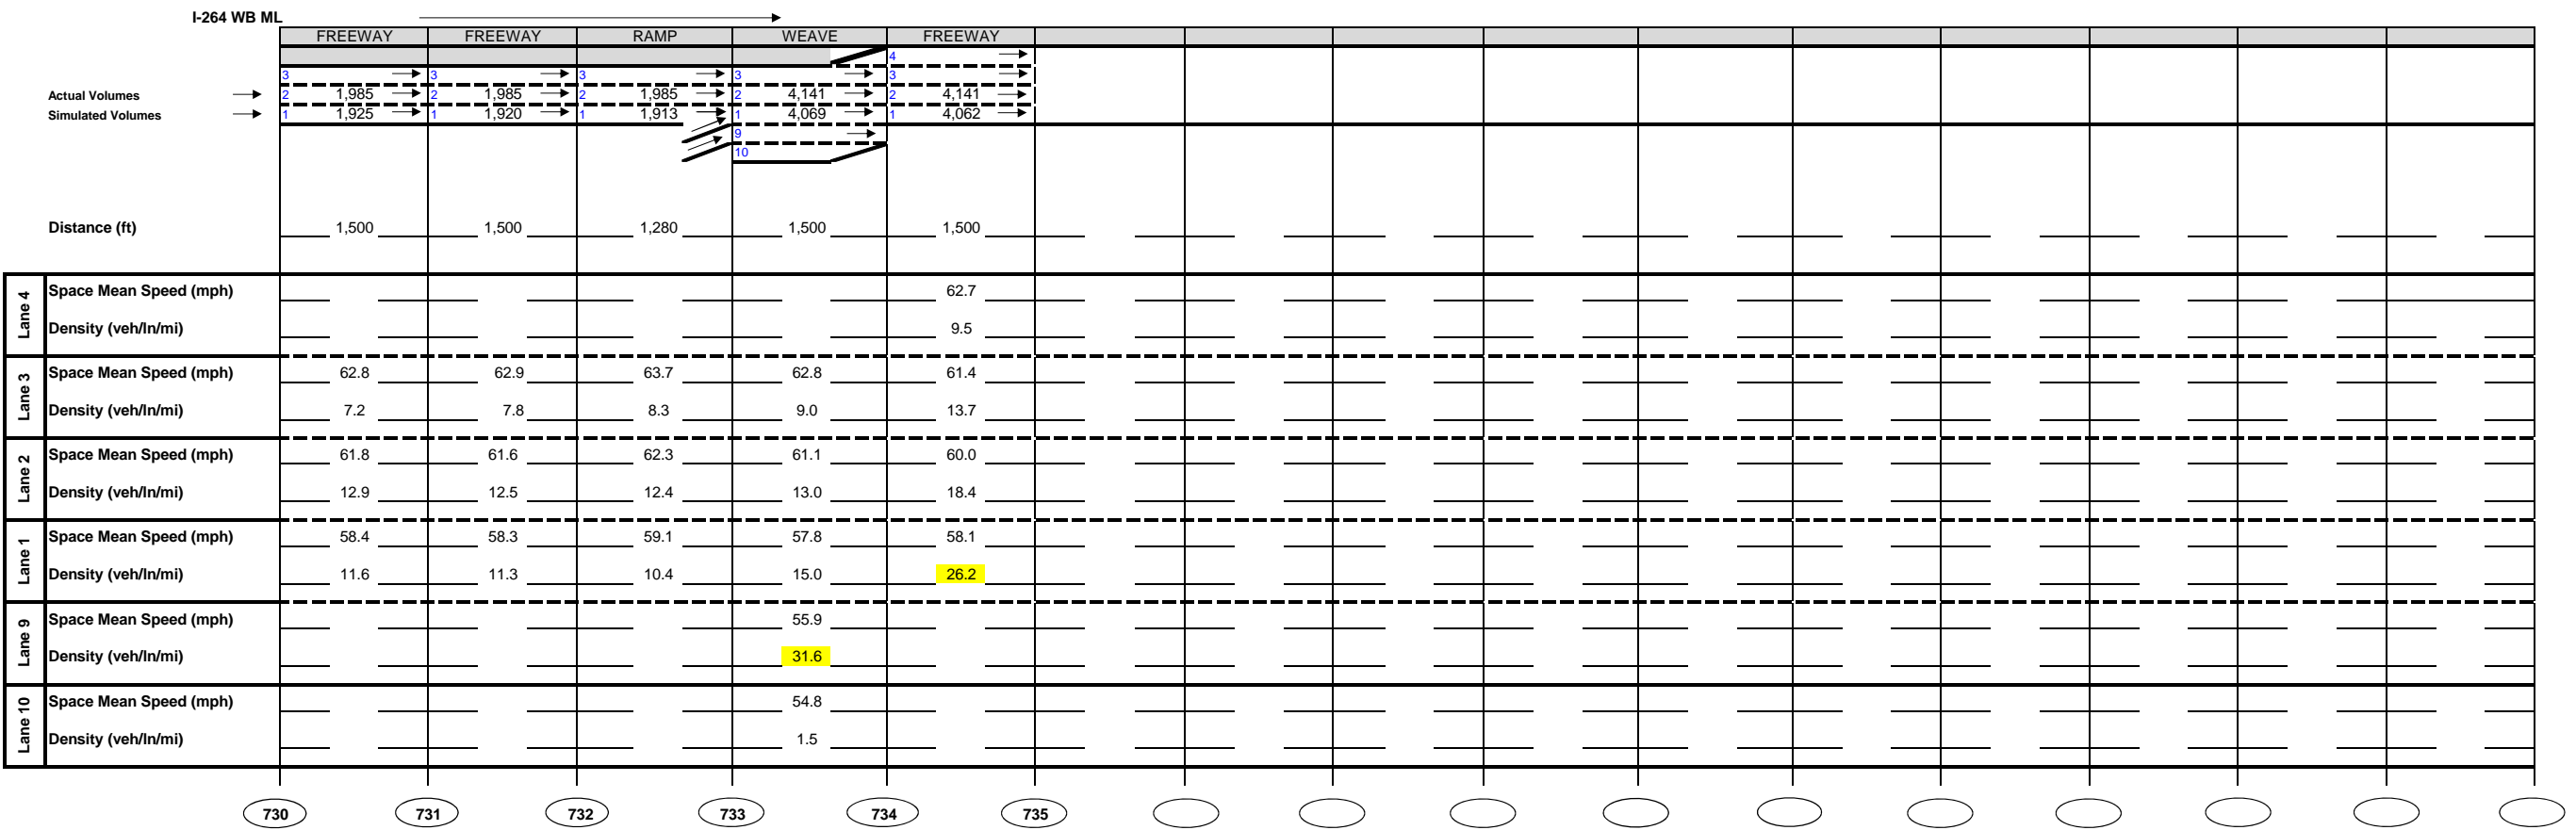 I-264 WB ML
FREEWAY FREEWAY RAMP WEAVE FREEWAY
4
3 3 3 3 3
Actual Volumes 2 1,985 2 1,985 2 1,985 2 4,141 2 4,141
Simulated Volumes 1 1,925 1 1,920 1 1,913 1 4,069 1 4,062
9
10
Distance (ft) 1,500 1,500 1,280 1,500 1,500
Lane 4
Space Mean Speed (mph) 62.7
Density (veh/ln/mi) 9.5
Lane 3
Space Mean Speed (mph) 62.8 62.9 63.7 62.8 61.4
Density (veh/ln/mi) 7.2 7.8 8.3 9.0 13.7
Lane 2
Space Mean Speed (mph) 61.8 61.6 62.3 61.1 60.0
Density (veh/ln/mi) 12.9 12.5 12.4 13.0 18.4
Lane 1
Space Mean Speed (mph) 58.4 58.3 59.1 57.8 58.1
Density (veh/ln/mi) 11.6 11.3 10.4 15.0 26.2
Lane 9
Space Mean Speed (mph) 55.9
Density (veh/ln/mi) 31.6
Lane 10
Space Mean Speed (mph) 54.8
Density (veh/ln/mi) 1.5
730 731 732 733 734 735